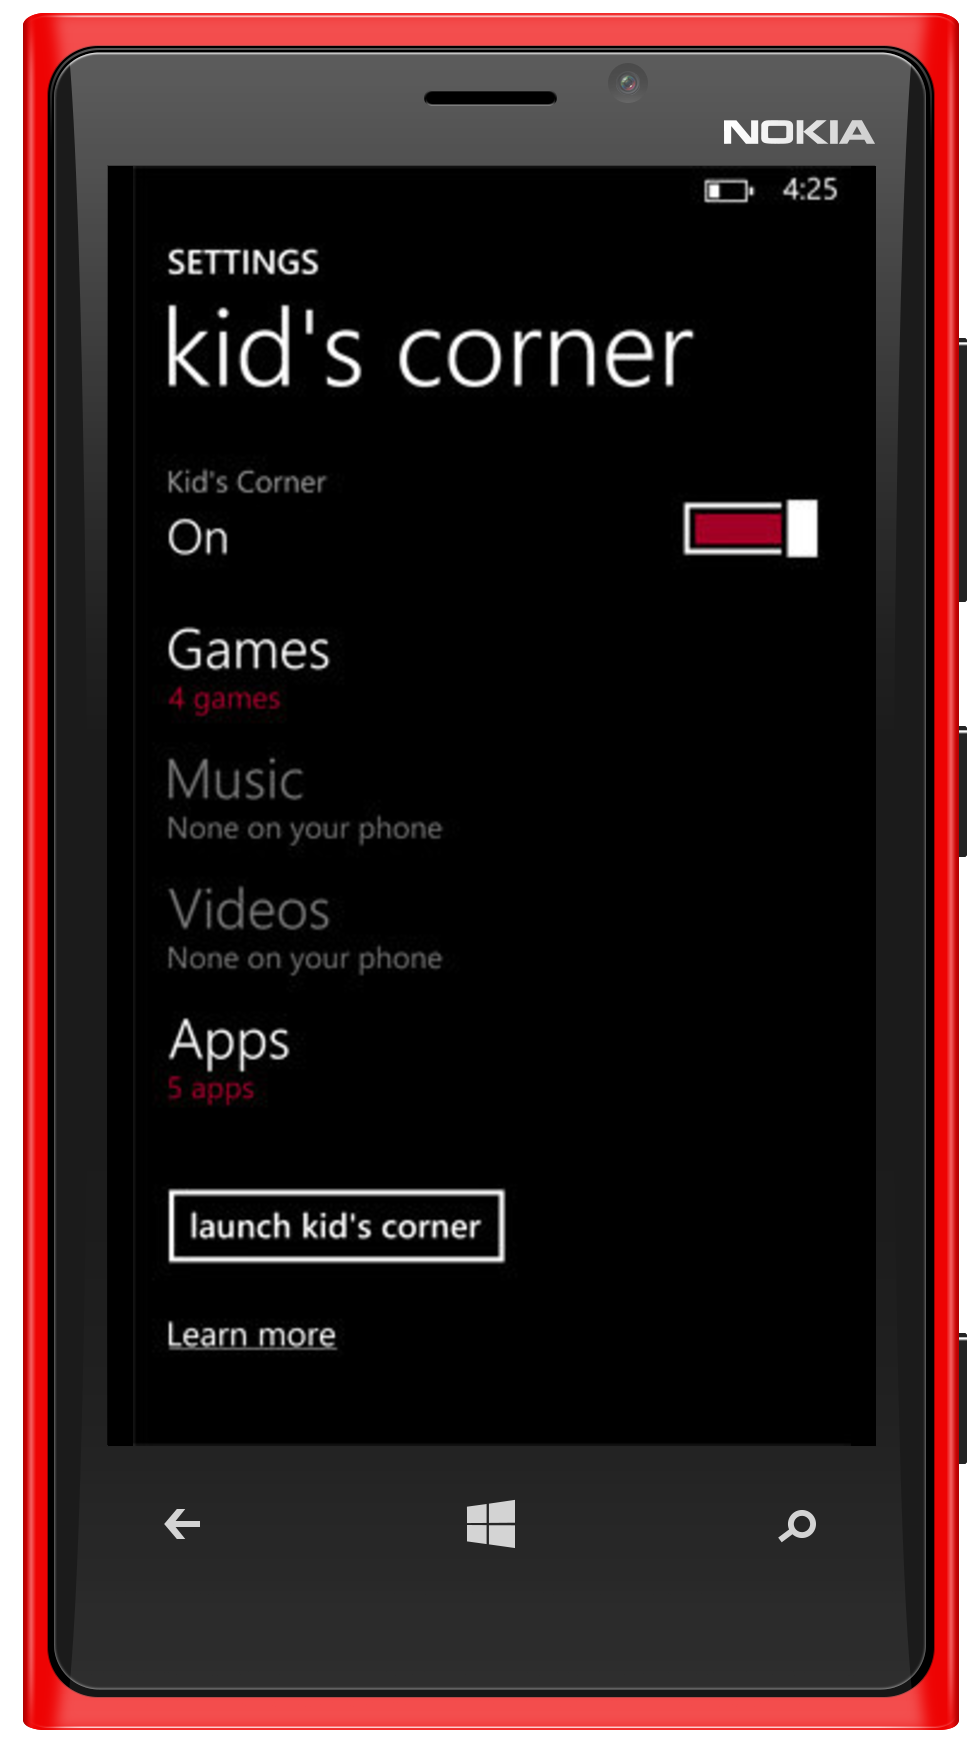 NOKIA
4:25
SETTINGS
kid's corner
Kid's Corner
On
Games
4 games
Music
None on your phone
Videos
None on your phone
Apps
5 apps
launch kid's corner
Learn more